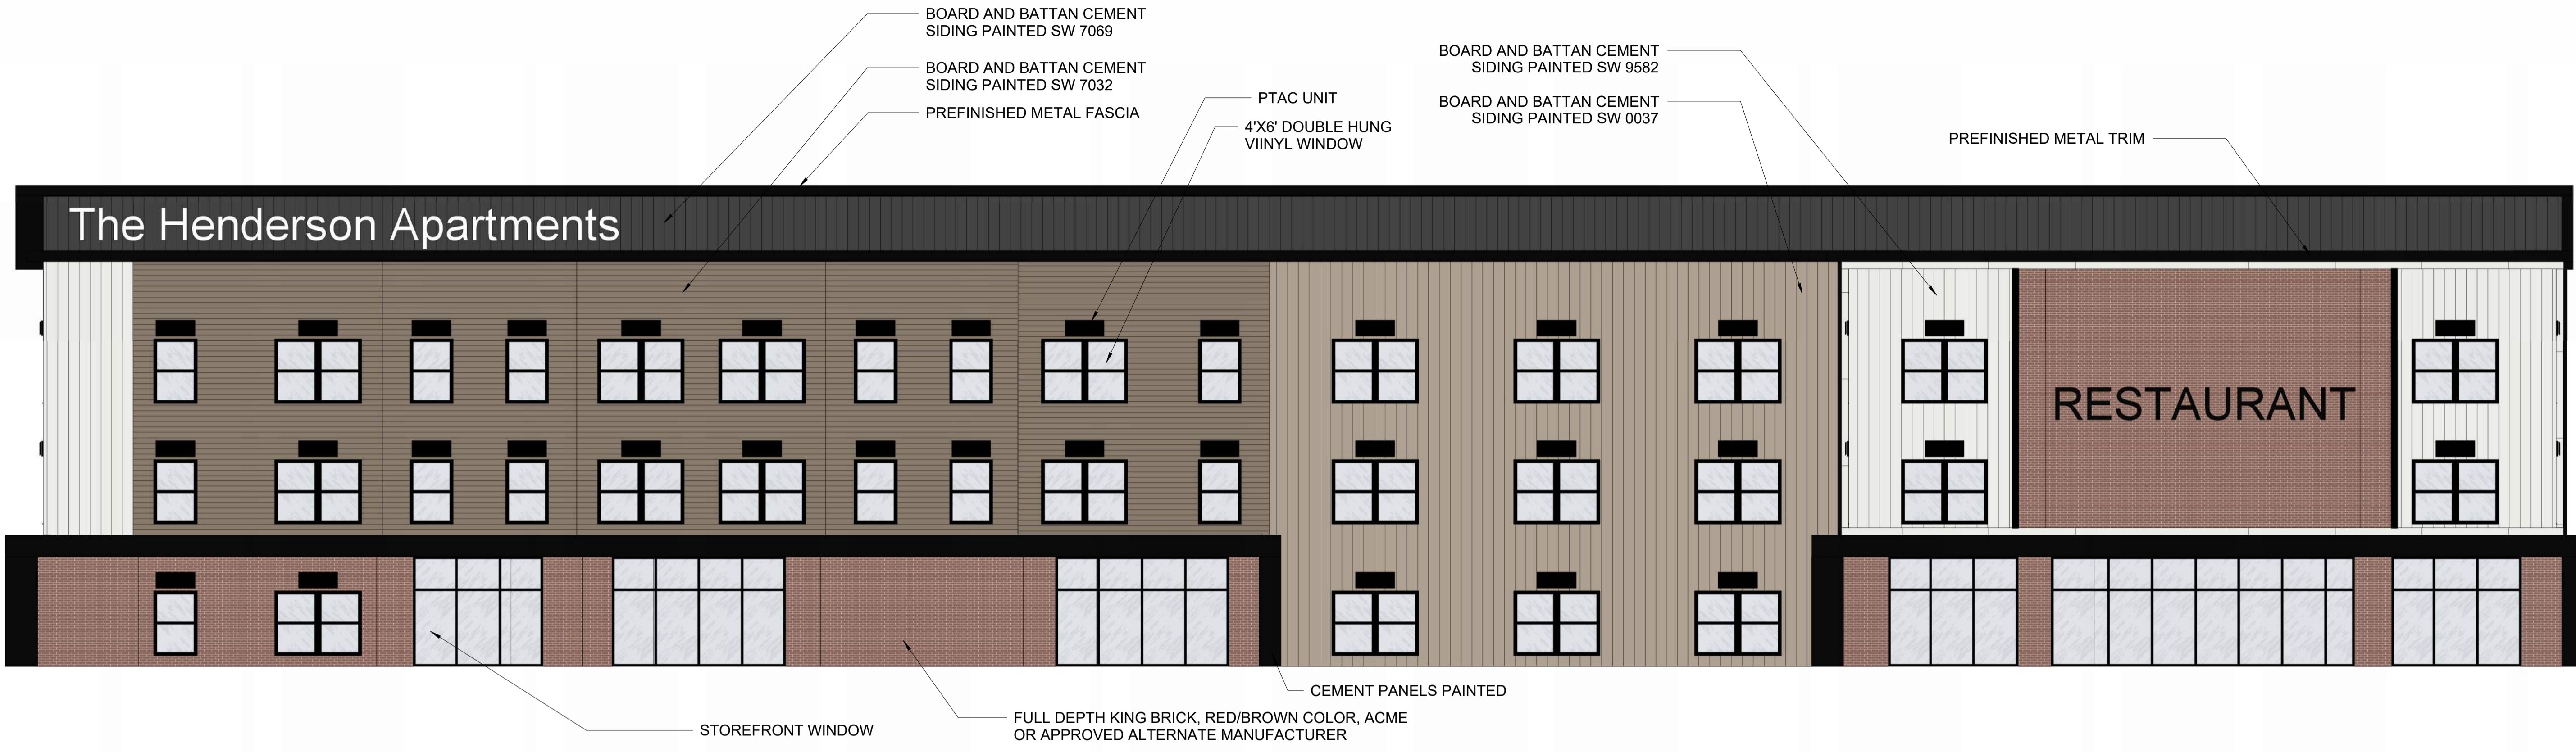 BOARD AND BATTAN CEMENT
SIDING PAINTED SW 7069
BOARD AND BATTAN CEMENT
SIDING PAINTED SW 7032
PREFINISHED METAL FASCIA
PTAC UNIT
4'X6' DOUBLE HUNG
VIINYL WINDOW
BOARD AND BATTAN CEMENT
SIDING PAINTED SW 9582
BOARD AND BATTAN CEMENT
SIDING PAINTED SW 0037
PREFINISHED METAL TRIM
The Henderson Apartments
RESTAURANT
CEMENT PANELS PAINTED
FULL DEPTH KING BRICK, RED/BROWN COLOR, ACME
OR APPROVED ALTERNATE MANUFACTURER
STOREFRONT WINDOW